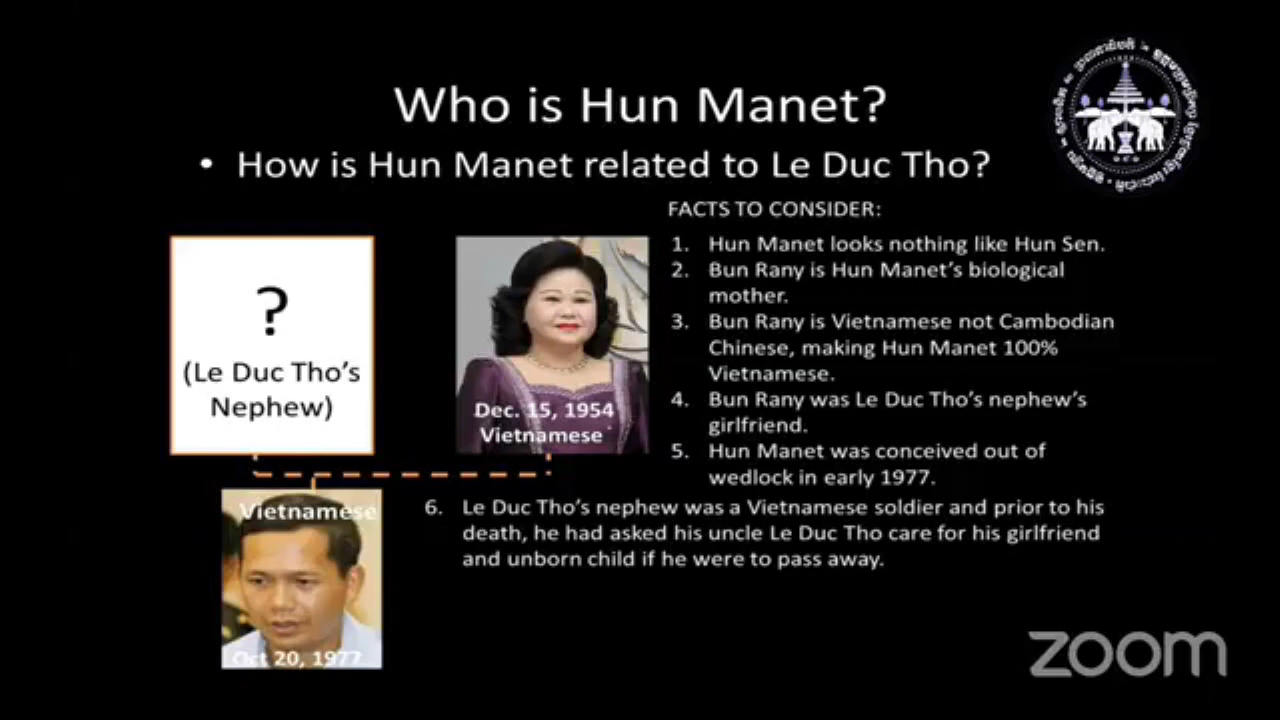 Who is Hun Manet?
• How is Hun Manet related to Le Duc Tho?
FACTS TO CONSIDER:
1. Hun Manet looks nothing like Hun Sen.
2. Bun Rany is Hun Manet's biological
mother.
3. Bun Rany is Vietnamese not Cambodian
Chinese, making Hun Manet 100%
Vietnamese.
4. Bun Rany was Le Duc Tho's nephew's
girlfriend.
5. Hun Manet was conceived out of
wedlock in early 1977.
?
(Le Duc Tho's
Nephew)
Dec. 15, 1954
Vietnamese
Vietnamese
Oct 20, 1977
6. Le Duc Tho's nephew was a Vietnamese soldier and prior to his
death, he had asked his uncle Le Duc Tho care for his girlfriend
and unborn child if he were to pass away.
zoom